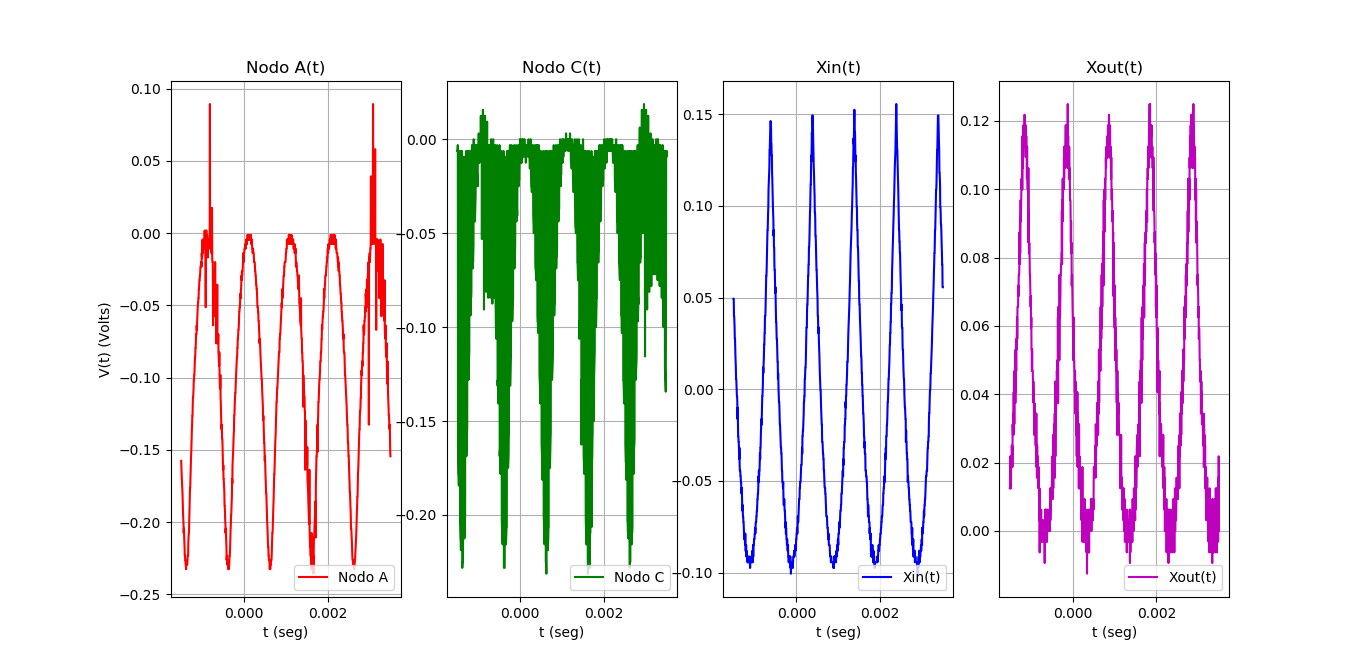 Nodo A(t)
Nodo C(t)
Xin(t)
Xout(t)
V(t) (Volts)
0.10
0.05
0.00
−0.05
−0.10
−0.15
−0.20
−0.25
0.000
0.002
t (seg)
Nodo A
0.00
−0.05
−0.10
−0.15
−0.20
0.000
0.002
t (seg)
Nodo C
0.15
0.10
0.05
0.00
−0.05
−0.10
0.000
0.002
t (seg)
Xin(t)
0.12
0.10
0.08
0.06
0.04
0.02
0.00
0.000
0.002
t (seg)
Xout(t)